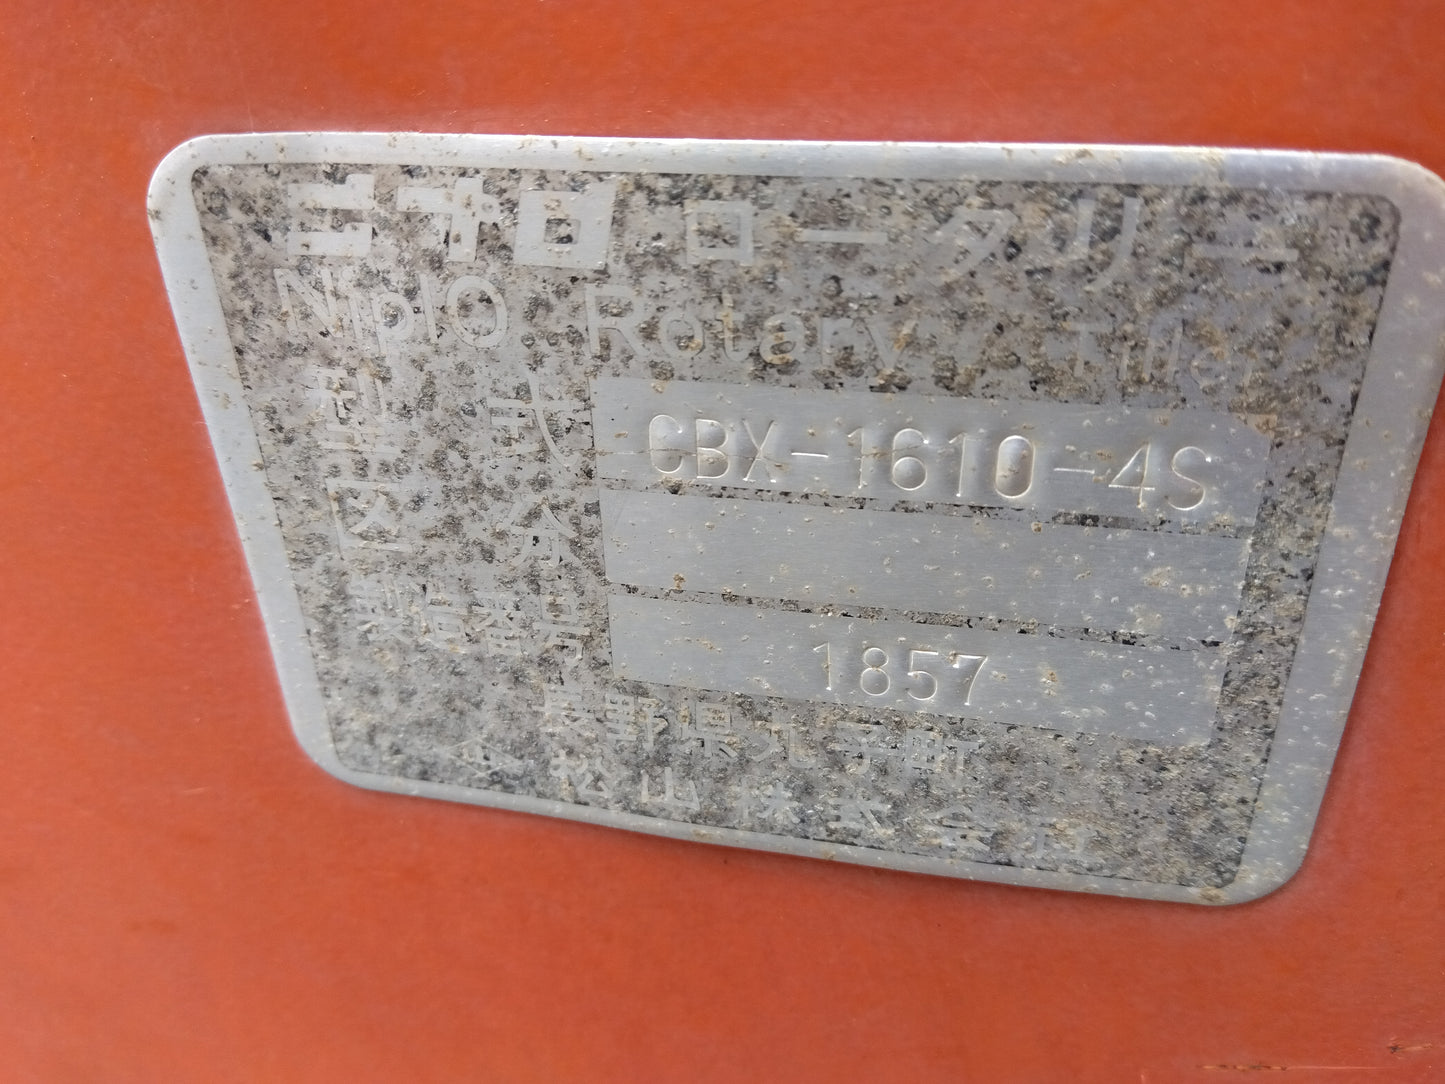 ニプロ ロータリー
NiplO Rotary Tiller
型式 CBX-1610-4S
区分
製造番号 1857
長野県丸子町
松山株式会社